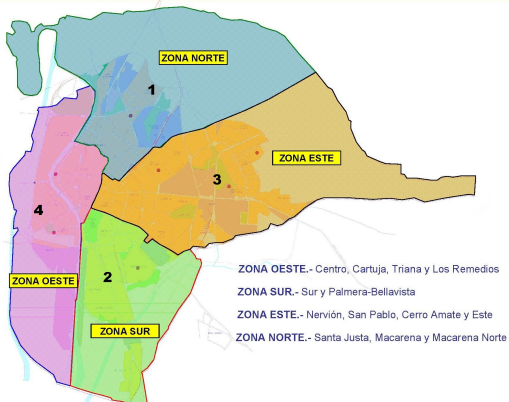 ZONA NORTE
1
ZONA ESTE
3
4
ZONA OESTE
2
ZONA SUR
ZONA OESTE.- Centro, Cartuja, Triana y Los Remedios
ZONA SUR.- Sur y Palmera-Bellavista
ZONA ESTE.- Nervión, San Pablo, Cerro Amate y Este
ZONA NORTE.- Santa Justa, Macarena y Macarena Norte